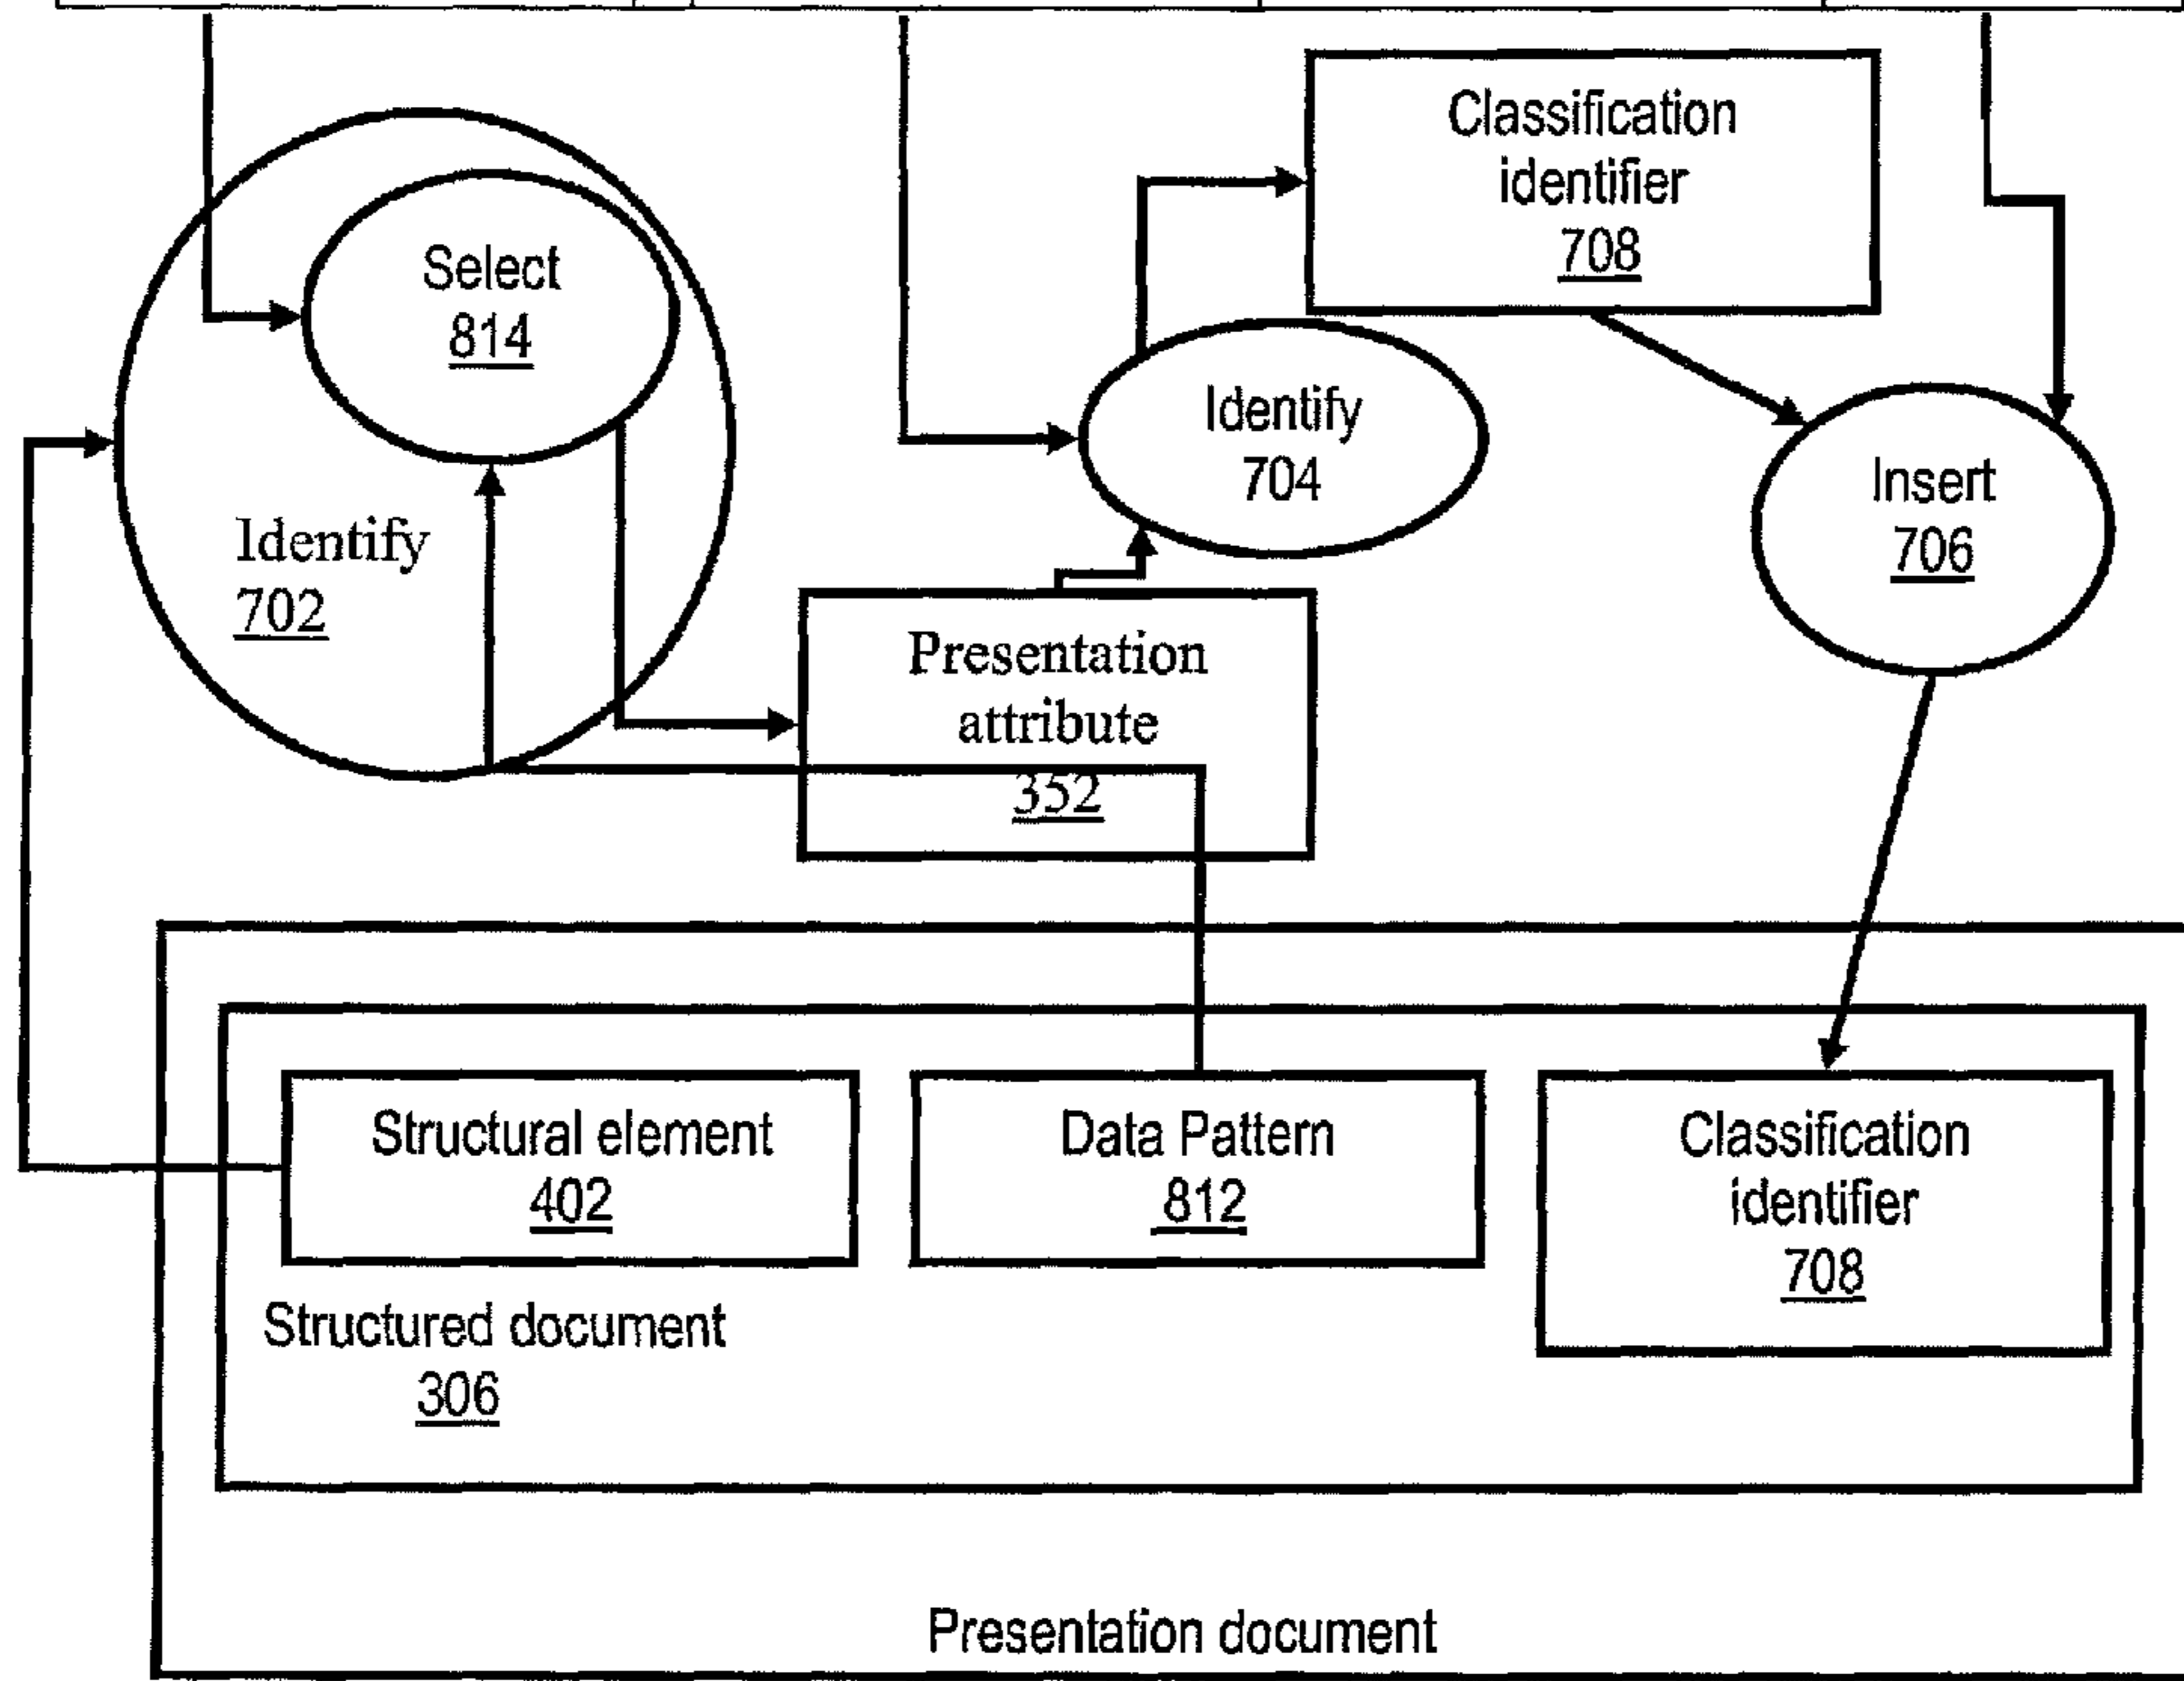 Classification
identifier
708
Select
814
Identify
704
Insert
706
Identify
702
Presentation
attribute
352
Structural element
402
Data Pattern
812
Classification
identifier
708
Structured document
306
Presentation document